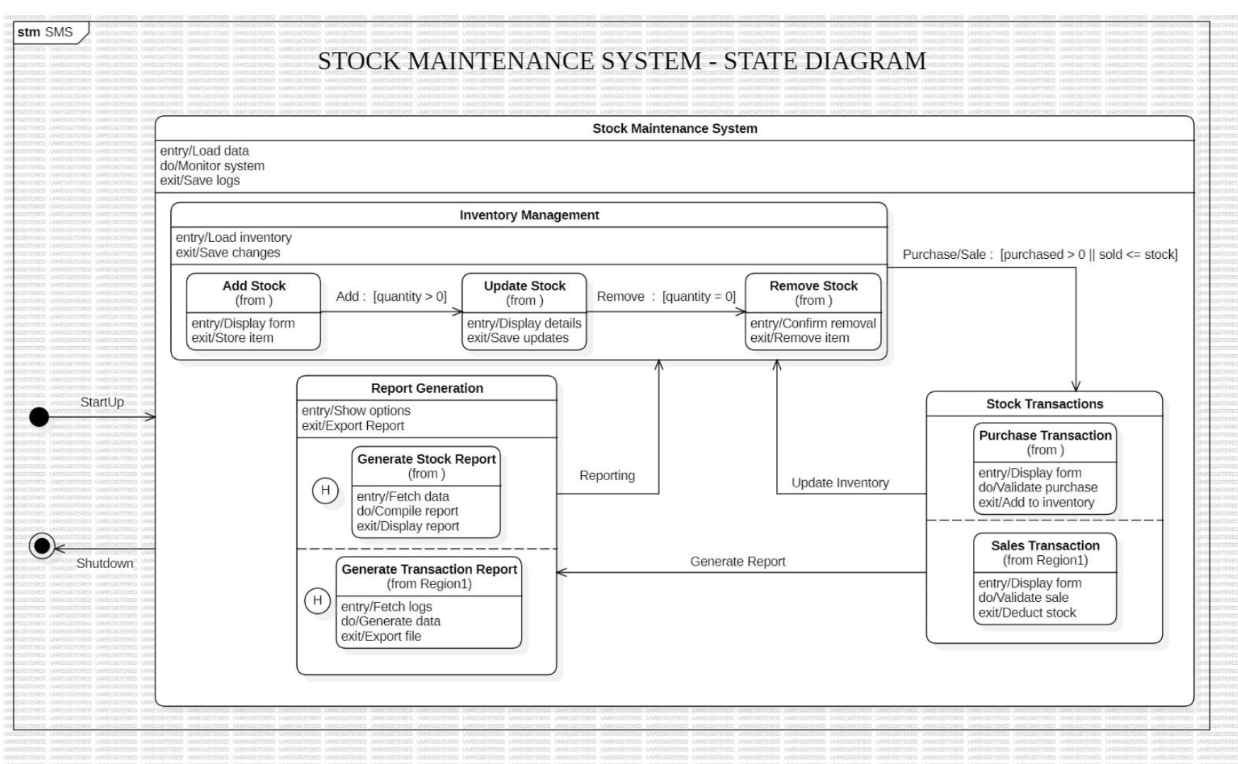 stm SMS
STOCK MAINTENANCE SYSTEM - STATE DIAGRAM
Stock Maintenance System
entry/Load data
do/Monitor system
exit/Save logs
Inventory Management
entry/Load inventory
exit/Save changes
Purchase/Sale : [purchased > 0 || sold <= stock]
Add Stock
(from )
entry/Display form
exit/Store item
Add : [quantity > 0]
Update Stock
(from )
entry/Display details
exit/Save updates
Remove : [quantity = 0]
Remove Stock
(from )
entry/Confirm removal
exit/Remove item
StartUp
Report Generation
entry/Show options
exit/Export Report
H
Generate Stock Report
(from )
entry/Fetch data
do/Compile report
exit/Display report
Reporting
Update Inventory
Stock Transactions
Purchase Transaction
(from )
entry/Display form
do/Validate purchase
exit/Add to inventory
Shutdown
H
Generate Transaction Report
(from Region1)
entry/Fetch logs
do/Generate data
exit/Export file
Generate Report
Sales Transaction
(from Region1)
entry/Display form
do/Validate sale
exit/Deduct stock
UNREGISTERED